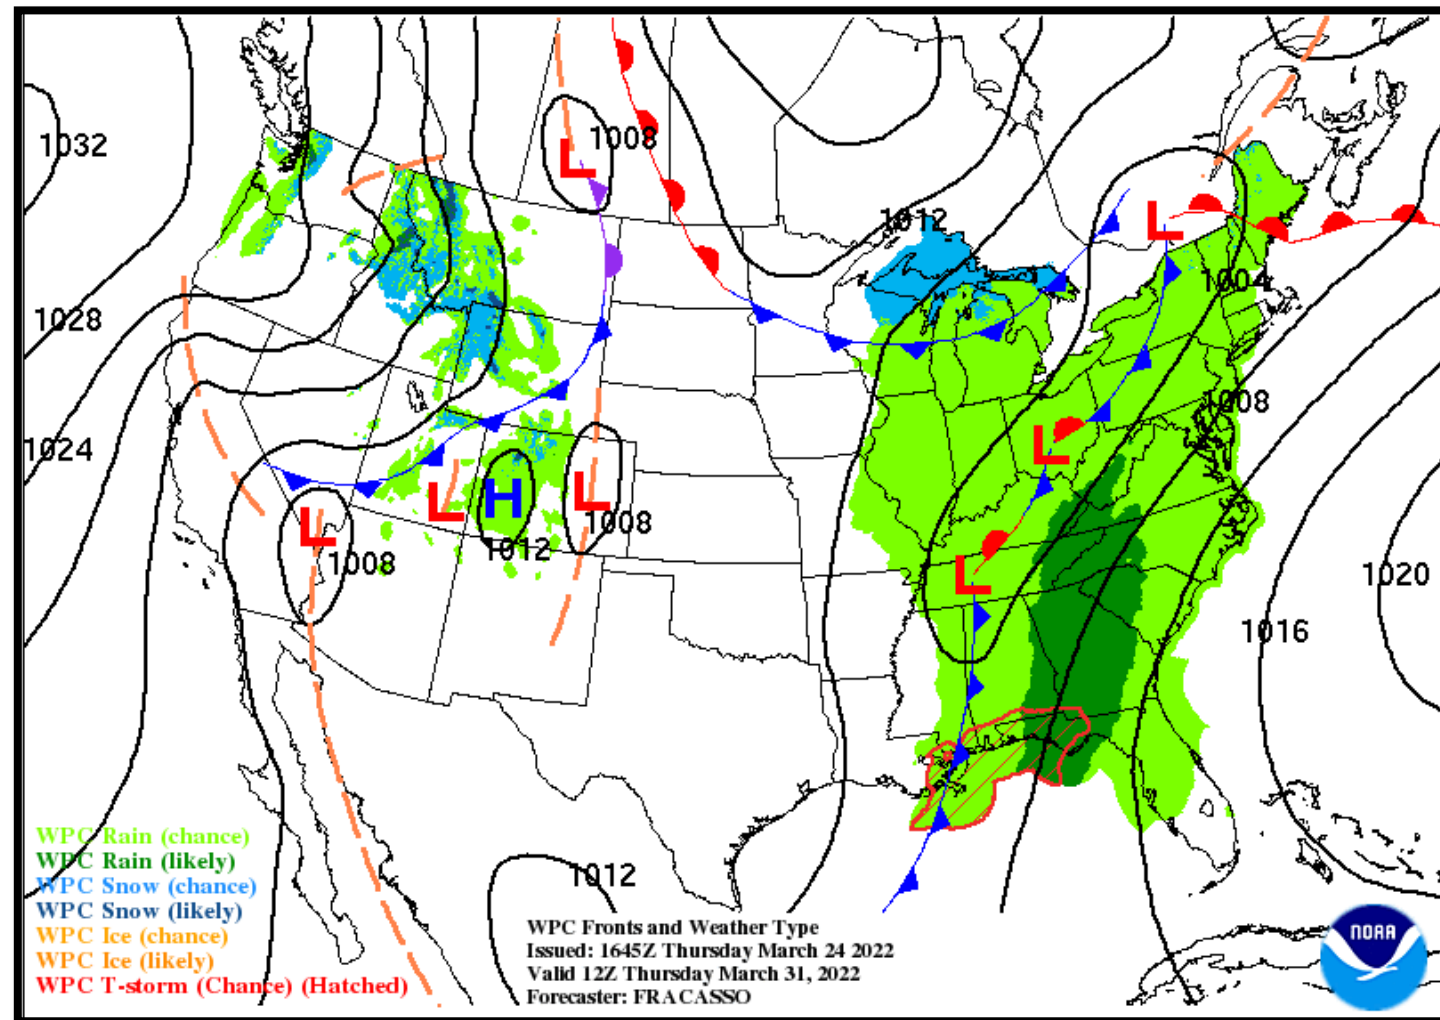 L 1008
1032
1012
L
1004
1028
1008
L
1024
L H L
L 1008
1012
1008
L
1020
1016
1012
WPC Rain (chance)
WPC Rain (likely)
WPC Snow (chance)
WPC Snow (likely)
WPC Ice (chance)
WPC Ice (likely)
WPC T-storm (Chance) (Hatched)
WPC Fronts and Weather Type
Issued: 1645Z Thursday March 24 2022
Valid 12Z Thursday March 31, 2022
Forecaster: FRACASSO
NOAA